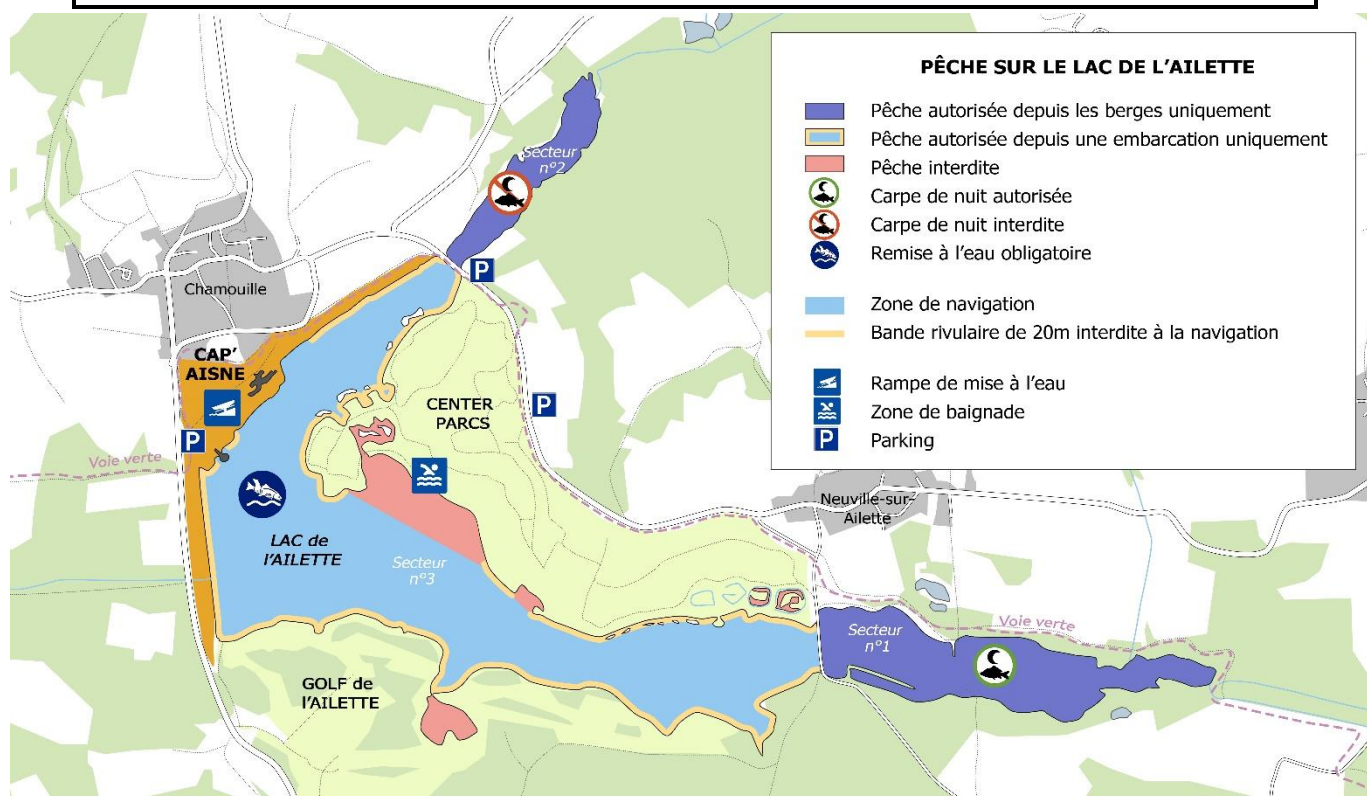 PÊCHE SUR LE LAC DE L'AILETTE
Pêche autorisée depuis les berges uniquement
Pêche autorisée depuis une embarcation uniquement
Pêche interdite
Carpe de nuit autorisée
Carpe de nuit interdite
Remise à l'eau obligatoire
Zone de navigation
Bande rivulaire de 20m interdite à la navigation
Rampe de mise à l'eau
Zone de baignade
P Parking
Secteur
n°2
P
Chamouille
CAP'
AISNE
CENTER
PARCS
P
P
Voie verte
Neuville-sur-
Ailette
LAC de
l'AILETTE
Secteur
n°3
Secteur
n°1
Voie verte
GOLF de
l'AILETTE